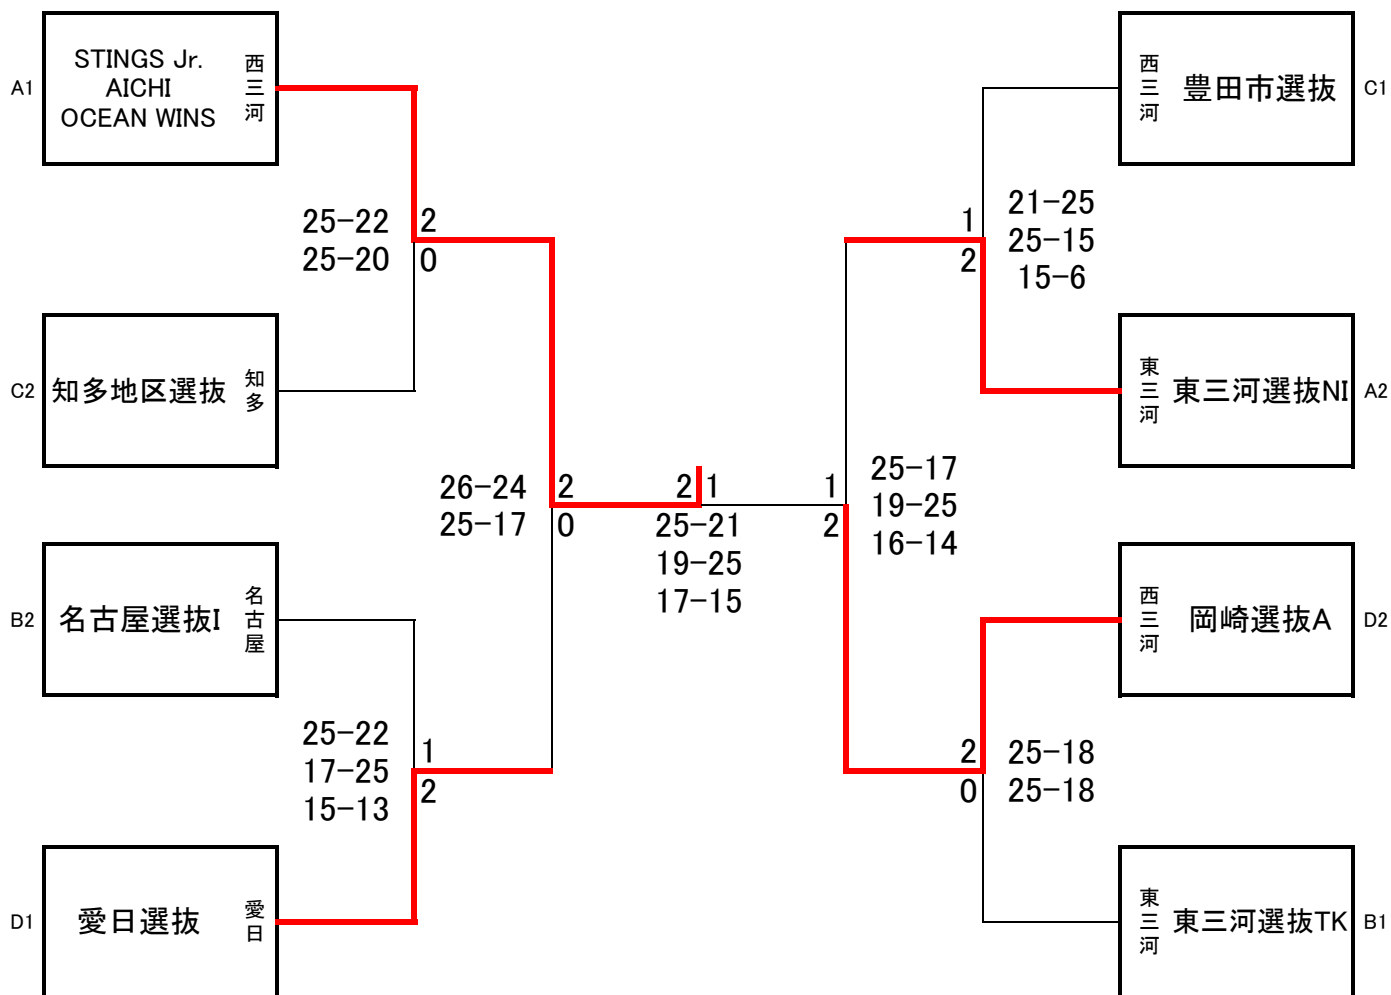 A1
STINGS Jr.
AICHI
OCEAN WINS
西三河
25-22
25-20
2
0
C2
知多地区選抜
知多
26-24
25-17
2
0
B2
名古屋選抜I
名古屋
25-22
17-25
15-13
1
2
D1
愛日選抜
愛日
2
1
25-21
19-25
17-15
西三河
豊田市選抜
C1
1
2
21-25
25-15
15-6
東三河
東三河選抜NI
A2
1
2
25-17
19-25
16-14
西三河
岡崎選抜A
D2
2
0
25-18
25-18
東三河
東三河選抜TK
B1